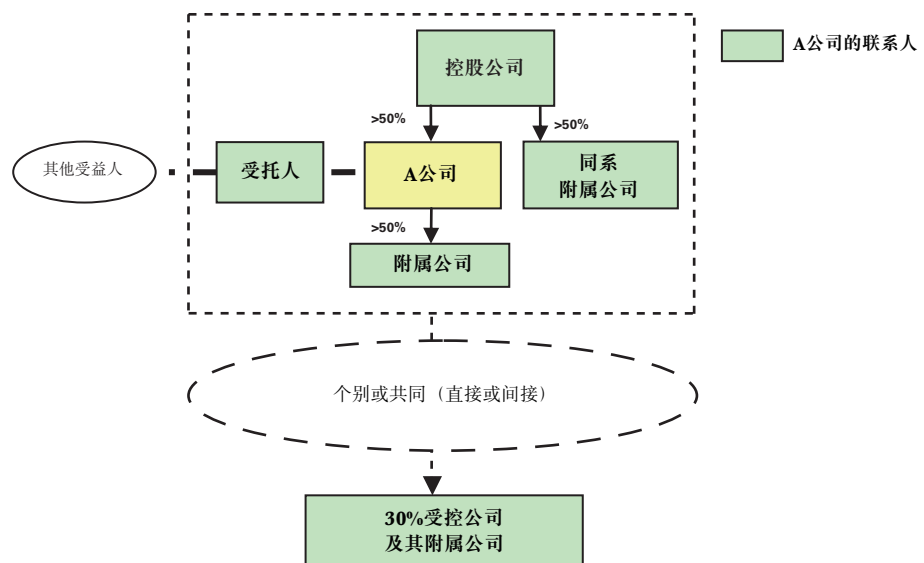 控股公司
A公司的联系人
>50%
>50%
其他受益人
受托人
A公司
同系
附属公司
>50%
附属公司
个别或共同（直接或间接）
30%受控公司
及其附属公司